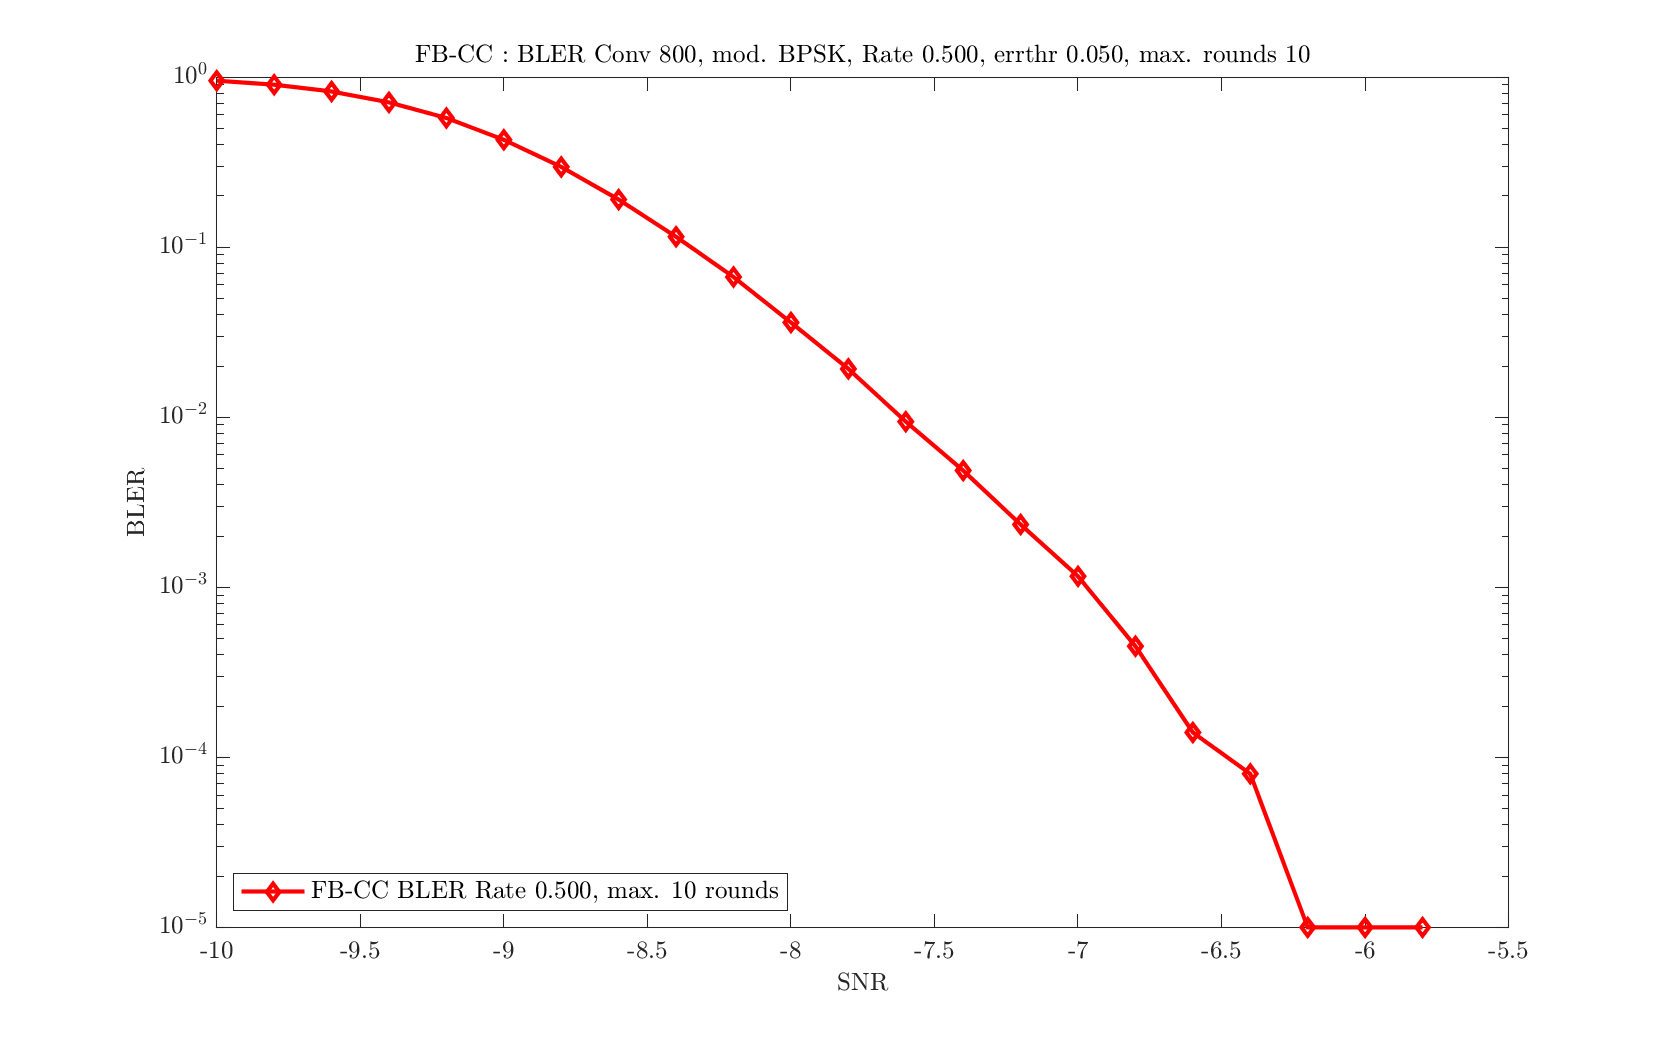 FB-CC : BLER Conv 800, mod. BPSK, Rate 0.500, errthr 0.050, max. rounds 10
10^0
10^-1
10^-2
10^-3
10^-4
10^-5
BLER
FB-CC BLER Rate 0.500, max. 10 rounds
-10 -9.5 -9 -8.5 -8 -7.5 -7 -6.5 -6 -5.5
SNR